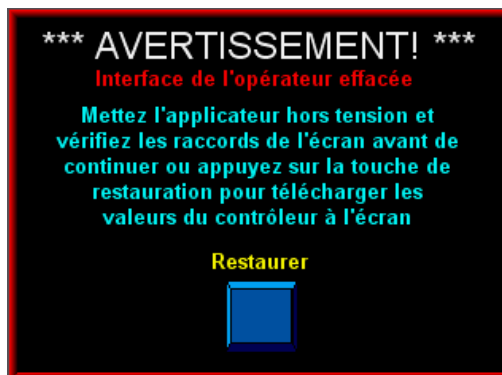 *** AVERTISSEMENT! ***
Interface de l'opérateur effacée
Mettez l'applicateur hors tension et
vérifiez les raccords de l'écran avant de
continuer ou appuyez sur la touche de
restauration pour télécharger les
valeurs du contrôleur à l'écran
Restaurer